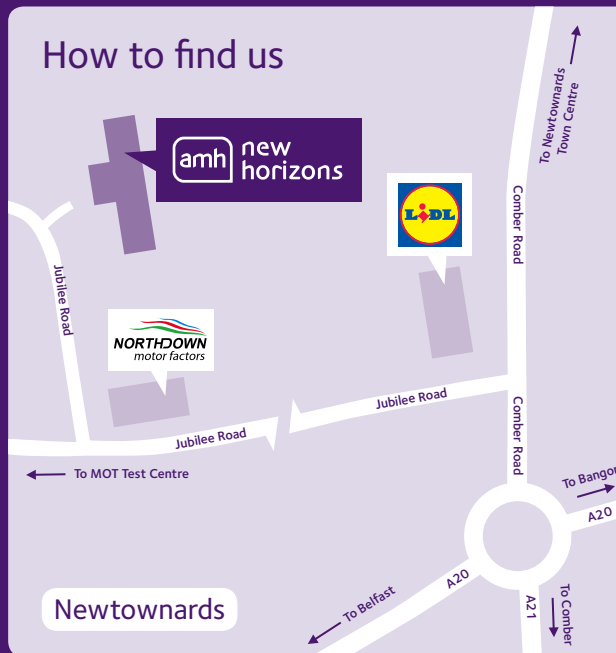 How to find us
To Newtownards
Town Centre
amh new
horizons
LIDL
Comber Road
Jubilee Road
NORTHDOWN
motor factors
Jubilee Road
Jubilee Road
Comber Road
To MOT Test Centre
To Bangor
A20
A20
To Belfast
A21
To Comber
Newtownards